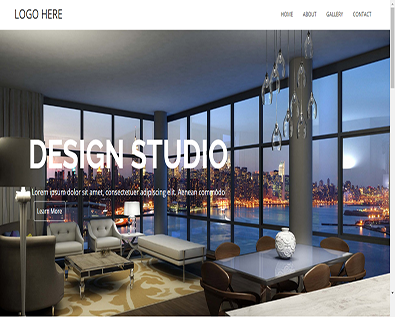 LOGO HERE
HOME ABOUT GALLERY CONTACT
DESIGN STUDIO
Lorem ipsum dolor sit amet, consectetuer adipiscing elit. Aenean commodo
Learn More